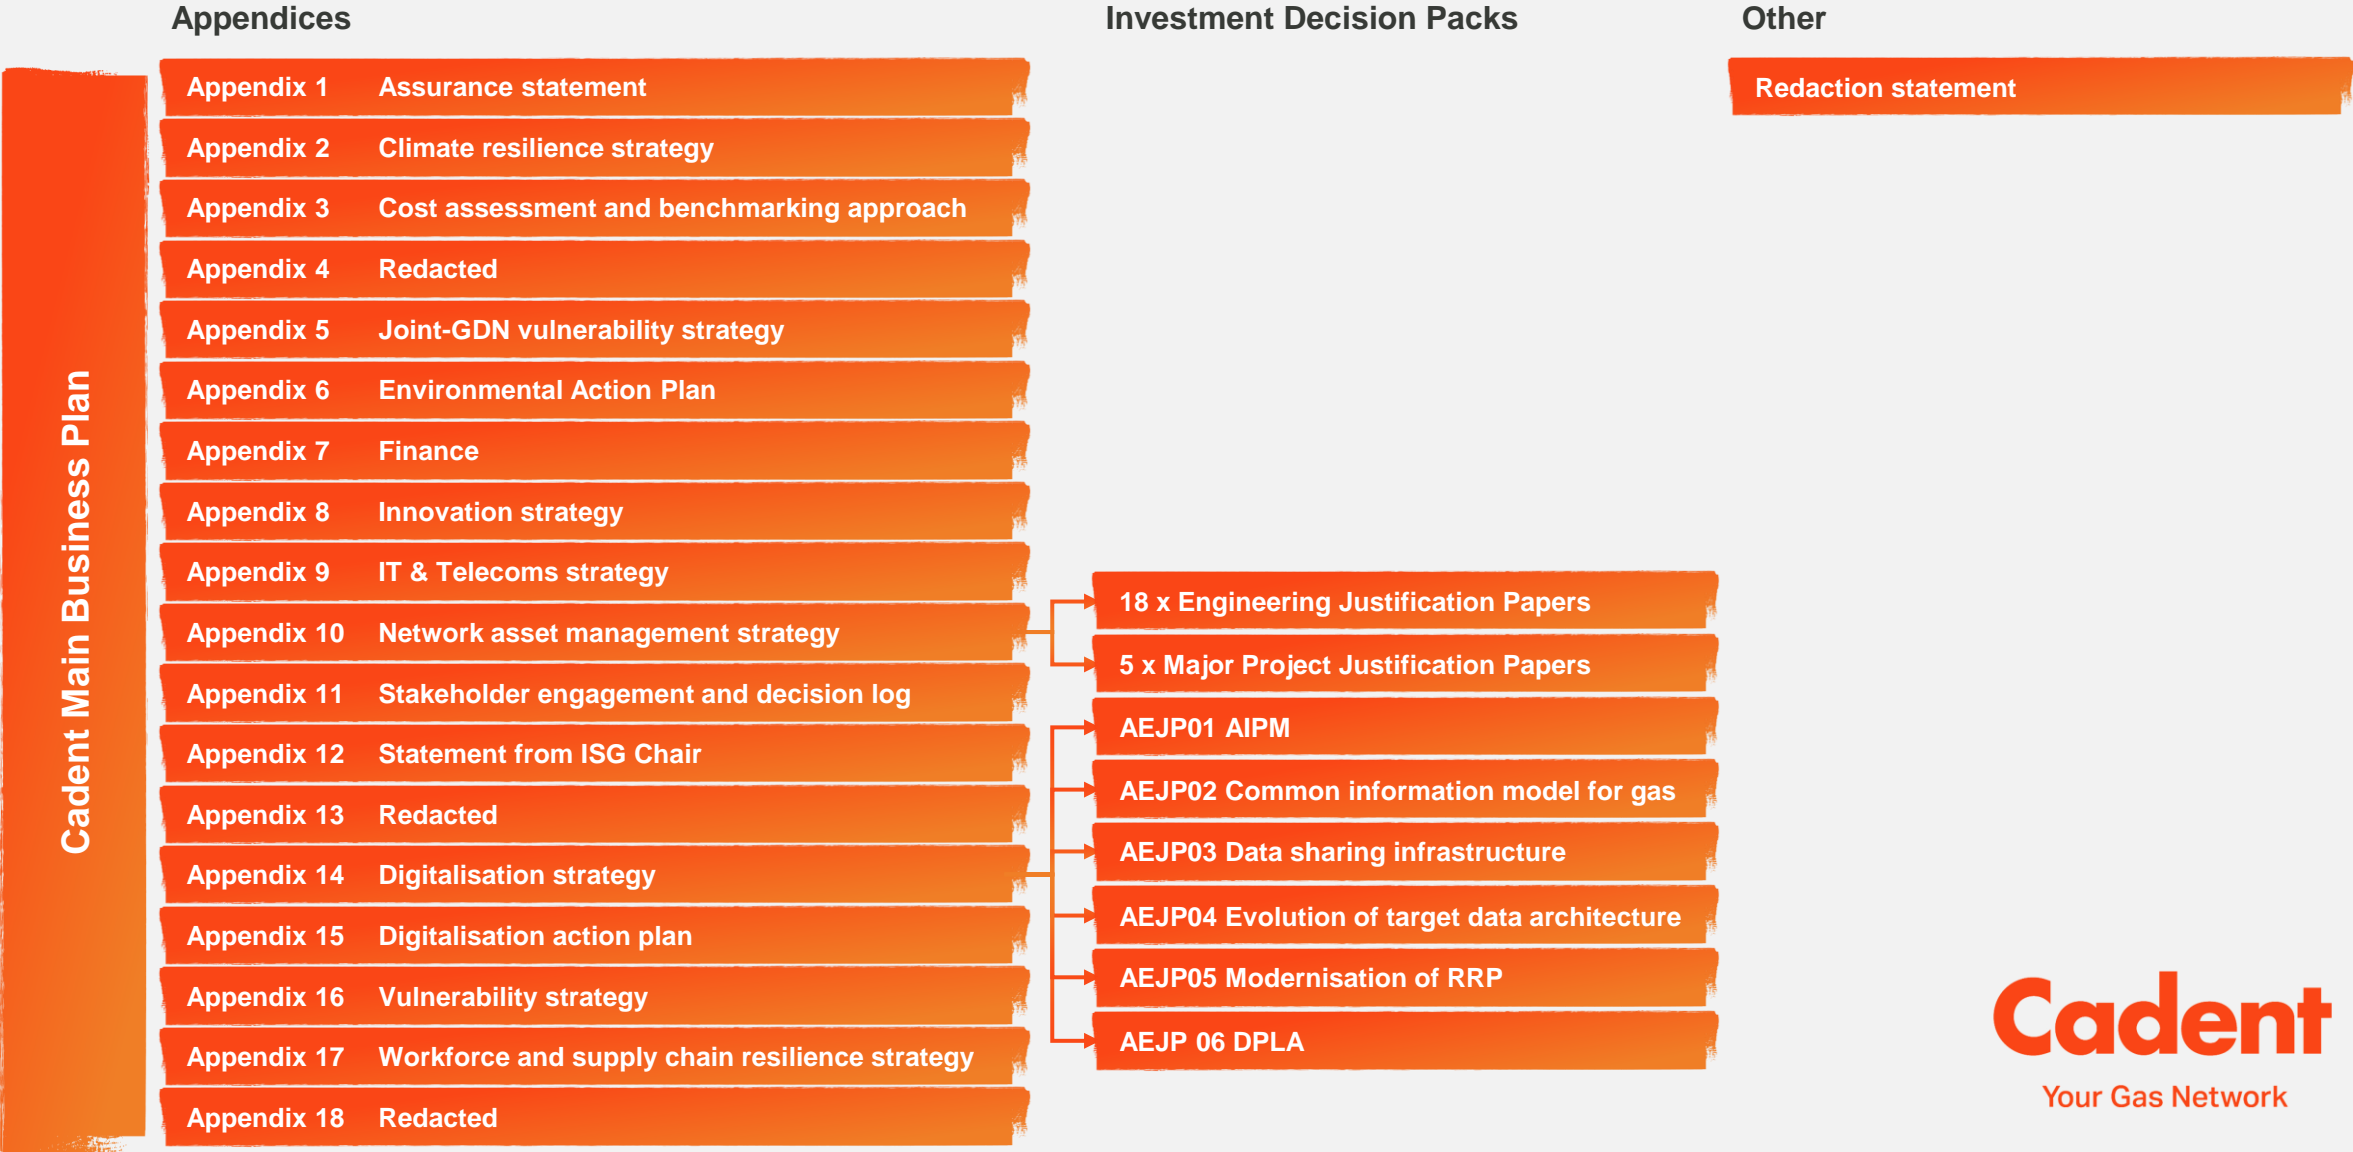 Appendices
Investment Decision Packs
Other
Cadent Main Business Plan
Appendix 1 Assurance statement
Appendix 2 Climate resilience strategy
Appendix 3 Cost assessment and benchmarking approach
Appendix 4 Redacted
Appendix 5 Joint-GDN vulnerability strategy
Appendix 6 Environmental Action Plan
Appendix 7 Finance
Appendix 8 Innovation strategy
Appendix 9 IT & Telecoms strategy
Appendix 10 Network asset management strategy
Appendix 11 Stakeholder engagement and decision log
Appendix 12 Statement from ISG Chair
Appendix 13 Redacted
Appendix 14 Digitalisation strategy
Appendix 15 Digitalisation action plan
Appendix 16 Vulnerability strategy
Appendix 17 Workforce and supply chain resilience strategy
Appendix 18 Redacted
18 x Engineering Justification Papers
5 x Major Project Justification Papers
AEJP01 AIPM
AEJP02 Common information model for gas
AEJP03 Data sharing infrastructure
AEJP04 Evolution of target data architecture
AEJP05 Modernisation of RRP
AEJP 06 DPLA
Redaction statement
Cadent
Your Gas Network